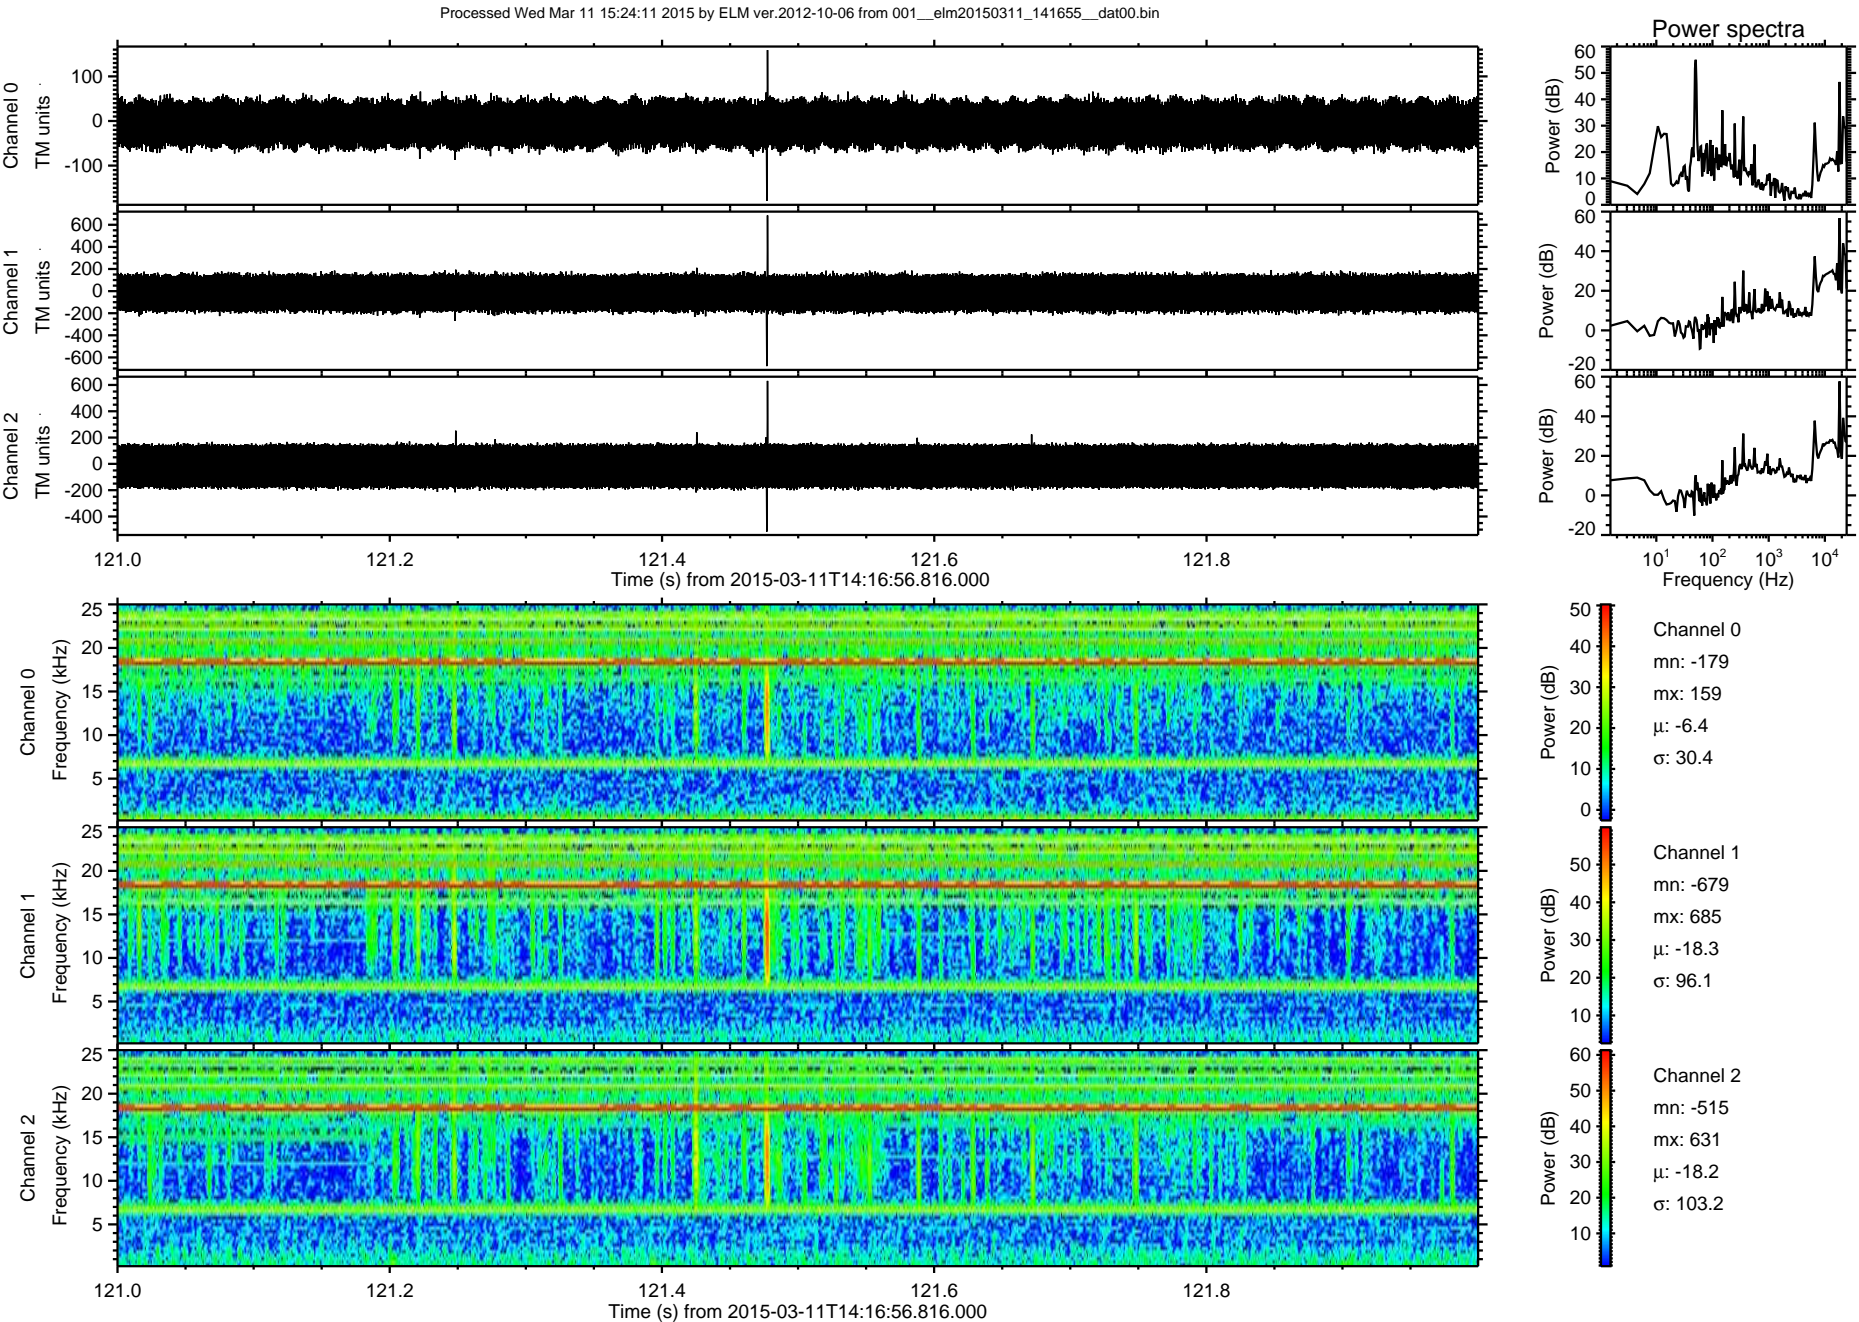 Processed Wed Mar 11 15:24:11 2015 by ELM ver.2012-10-06 from 001__elm20150311_141655__dat00.bin
Power spectra
Channel 0
TM units
100
0
-100
Power (dB)
60
50
40
30
20
10
0
Channel 1
TM units
600
400
200
0
-200
-400
-600
Power (dB)
60
40
20
0
-20
Channel 2
TM units
600
400
200
0
-200
-400
Power (dB)
60
40
20
0
-20
121.0
121.2
121.4
121.6
121.8
Time (s) from 2015-03-11T14:16:56.816.000
10¹
10²
10³
10⁴
Frequency (Hz)
Channel 0
Frequency (kHz)
25
20
15
10
5
Power (dB)
50
40
30
20
10
0
Channel 0
mn: -179
mx: 159
μ: -6.4
σ: 30.4
Channel 1
Frequency (kHz)
25
20
15
10
5
Power (dB)
50
40
30
20
10
Channel 1
mn: -679
mx: 685
μ: -18.3
σ: 96.1
Channel 2
Frequency (kHz)
25
20
15
10
5
Power (dB)
60
50
40
30
20
10
Channel 2
mn: -515
mx: 631
μ: -18.2
σ: 103.2
121.0
121.2
121.4
121.6
121.8
Time (s) from 2015-03-11T14:16:56.816.000